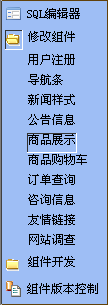 SQL编辑器
修改组件
用户注册
导航条
新闻样式
公告信息
商品展示
商品购物车
订单查询
咨询信息
友情链接
网站调查
组件开发
组件版本控制